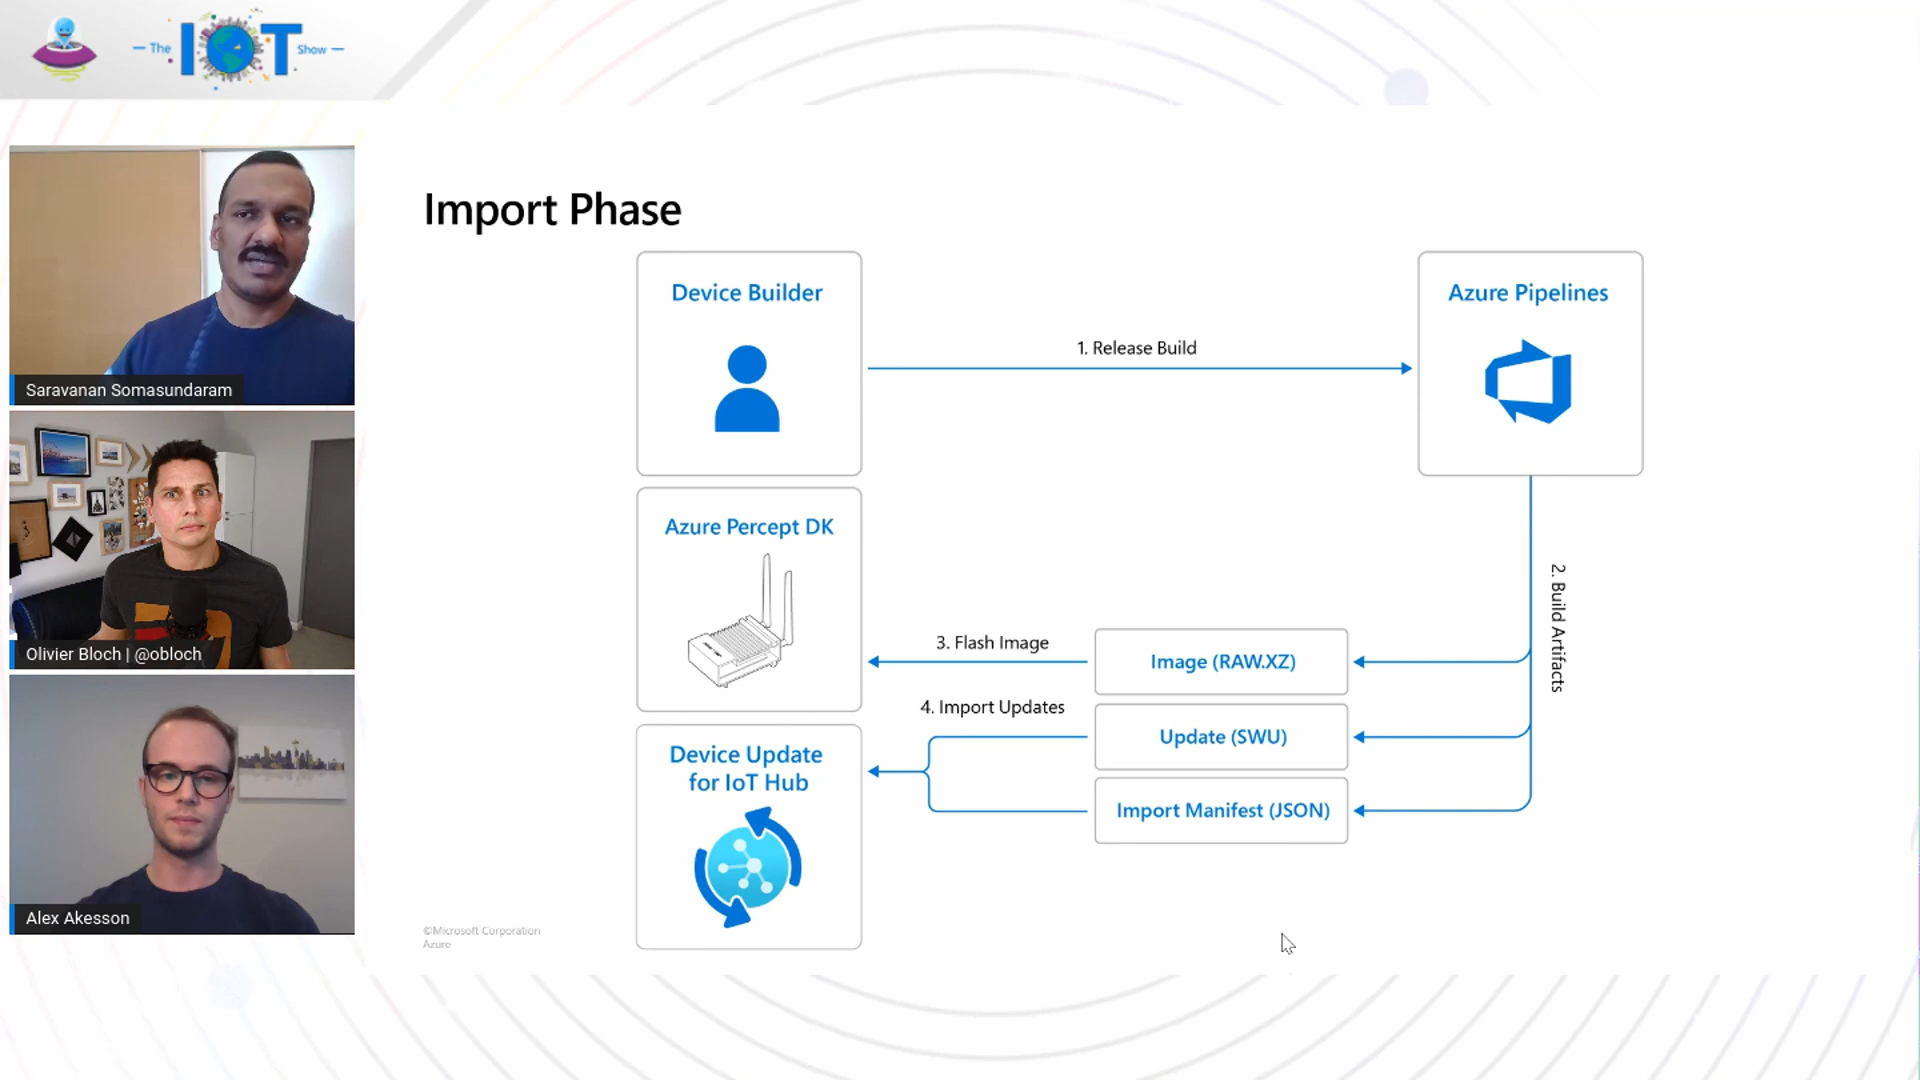 The IOT Show
Saravanan Somasundaram
Olivier Bloch | @obloch
Alex Akesson
Import Phase
Device Builder
1. Release Build
Azure Pipelines
2. Build Artifacts
Azure Percept DK
3. Flash Image
Image (RAW.XZ)
4. Import Updates
Update (SWU)
Import Manifest (JSON)
Device Update
for IoT Hub
©Microsoft Corporation
Azure